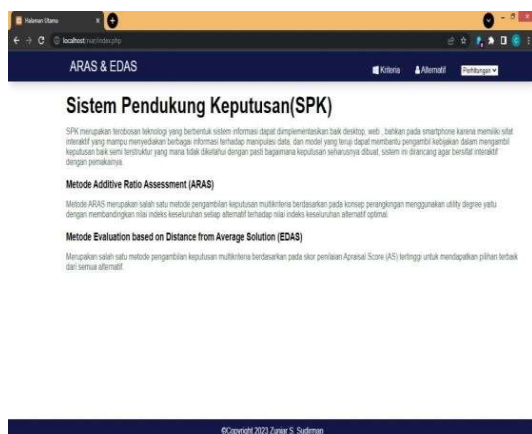 Halaman Utama
localhost/mar/index.php
ARAS & EDAS
Kriteria
Alternatif
Perhitungan
Sistem Pendukung Keputusan(SPK)
SPK merupakan terobosan teknologi yang berbentuk sistem informasi dapat diimplementasikan baik desktop, web , bahkan pada smartphone karena memiliki sifat
interaktif yang mampu menyediakan berbagai informasi terhadap manipulasi data, dan model yang teruji dapat membantu pengambil kebijakan dalam mengambil
keputusan baik semi terstruktur yang mana tidak diketahui dengan pasti bagaimana keputusan seharusnya dibuat, sistem ini dirancang agar bersifat interaktif
dengan pemakainya.
Metode Additive Ratio Assessment (ARAS)
Metode ARAS merupakan salah satu metode pengambilan keputusan multikriteria berdasarkan pada konsep perangkingan menggunakan utility degree yaitu
dengan membandingkan nilai indeks keseluruhan setiap alternatif terhadap nilai indeks keseluruhan alternatif optimal.
Metode Evaluation based on Distance from Average Solution (EDAS)
Merupakan salah satu metode pengambilan keputusan multikriteria berdasarkan pada skor penilaian Apraisal Score (AS) tertinggi untuk mendapatkan pilihan terbaik
dari semua alternatif.
©Copyright 2023 Zuniar S. Sudirman